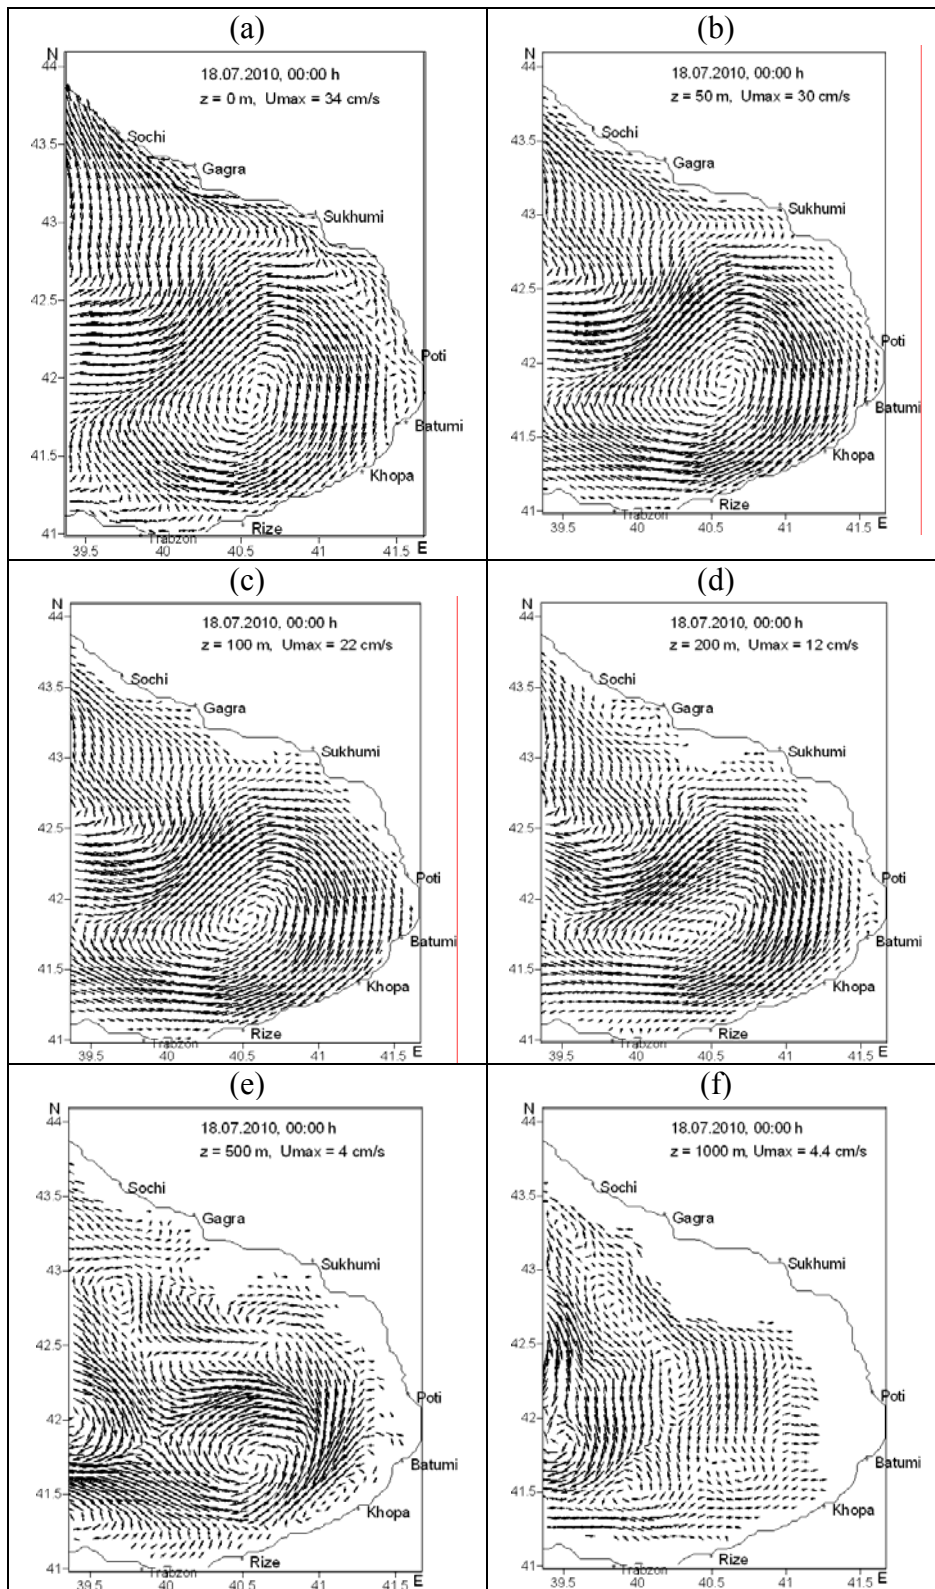 (a)
N
44
18.07.2010, 00:00 h
z = 0 m, Umax = 34 cm/s
Sochi
43.5
Gagra
Sukhumi
43
42.5
Poti
42
Batumi
41.5
Khopa
Rize
41
Trabzon
39.5 40 40.5 41 41.5 E
(b)
N
44
18.07.2010, 00:00 h
z = 50 m, Umax = 30 cm/s
Sochi
43.5
Gagra
Sukhumi
43
42.5
Poti
42
Batumi
41.5
Khopa
Rize
41
Trabzon
39.5 40 40.5 41 41.5 E
(c)
N
44
18.07.2010, 00:00 h
z = 100 m, Umax = 22 cm/s
Sochi
43.5
Gagra
Sukhumi
43
42.5
Poti
42
Batumi
41.5
Khopa
Rize
41
Trabzon
39.5 40 40.5 41 41.5 E
(d)
N
44
18.07.2010, 00:00 h
z = 200 m, Umax = 12 cm/s
Sochi
43.5
Gagra
Sukhumi
43
42.5
Poti
42
Batumi
41.5
Khopa
Rize
41
Trabzon
39.5 40 40.5 41 41.5 E
(e)
N
44
18.07.2010, 00:00 h
z = 500 m, Umax = 4 cm/s
Sochi
43.5
Gagra
Sukhumi
43
42.5
Poti
42
Batumi
41.5
Khopa
Rize
41
Trabzon
39.5 40 40.5 41 41.5 E
(f)
N
44
18.07.2010, 00:00 h
z = 1000 m, Umax = 4.4 cm/s
Sochi
43.5
Gagra
Sukhumi
43
42.5
Poti
42
Batumi
41.5
Khopa
Rize
41
Trabzon
39.5 40 40.5 41 41.5 E